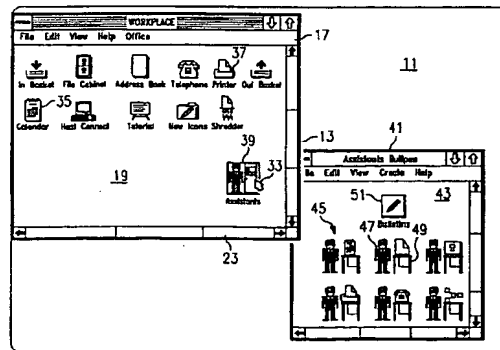 WORKPLACE
File Edit View Help Office
17
37
11
In Basket File Cabinet Address Book Telephone Printer Out Basket
35
Calendar Host Connect Tutorial New Icons Shredder
39
13
41
33
19
Assistants
23
Assistants Bullpen
Edit View Create Help
43
51
Bulletins
45
47
49